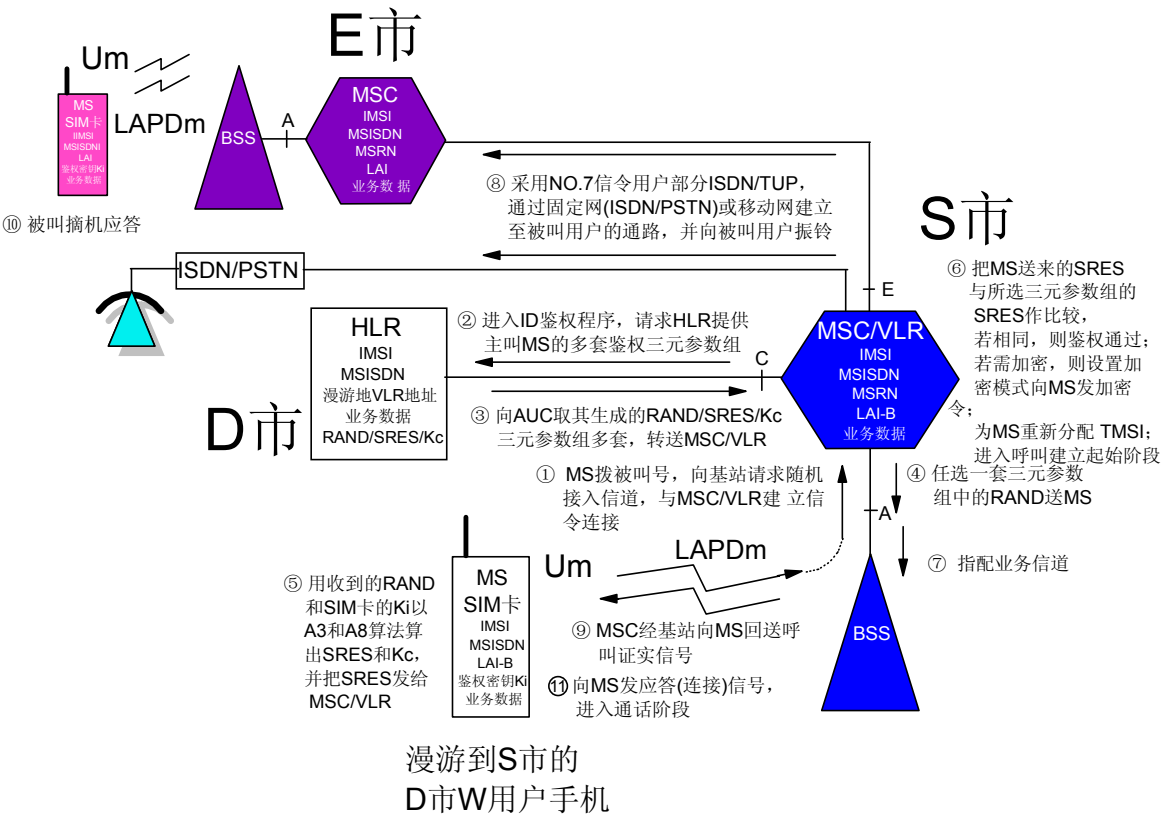 E市
Um
LAPDm
MS
SIM卡
IIMSI
MSISDNI
LAI
鉴权密钥Ki
业务数据
BSS
A
MSC
IMSI
MSISDN
MSRN
LAI
业务数 据
⑩ 被叫摘机应答
⑧ 采用NO.7信令用户部分ISDN/TUP，
通过固定网(ISDN/PSTN)或移动网建立
至被叫用户的通路，并向被叫用户振铃
S市
ISDN/PSTN
E
⑥ 把MS送来的SRES
与所选三元参数组的
SRES作比较，
若相同，则鉴权通过；
若需加密，则设置加
密模式向MS发加密
令；
为MS重新分配 TMSI；
进入呼叫建立起始阶段
D市
HLR
IMSI
MSISDN
漫游地VLR地址
业务数据
RAND/SRES/Kc
② 进入ID鉴权程序，请求HLR提供
主叫MS的多套鉴权三元参数组
C
③ 向AUC取其生成的RAND/SRES/Kc
三元参数组多套，转送MSC/VLR
MSC/VLR
IMSI
MSISDN
MSRN
LAI-B
业务数据
① MS拨被叫号，向基站请求随机
接入信道，与MSC/VLR建 立信
令连接
④ 任选一套三元参数
组中的RAND送MS
A
⑦ 指配业务信道
BSS
⑤ 用收到的RAND
和SIM卡的Ki以
A3和A8算法算
出SRES和Kc，
并把SRES发给
MSC/VLR
MS
SIM卡
IMSI
MSISDN
LAI-B
鉴权密钥Ki
业务数据
Um
LAPDm
⑨ MSC经基站向MS回送呼
叫证实信号
⑪ 向MS发应答(连接)信号，
进入通话阶段
漫游到S市的
D市W用户手机